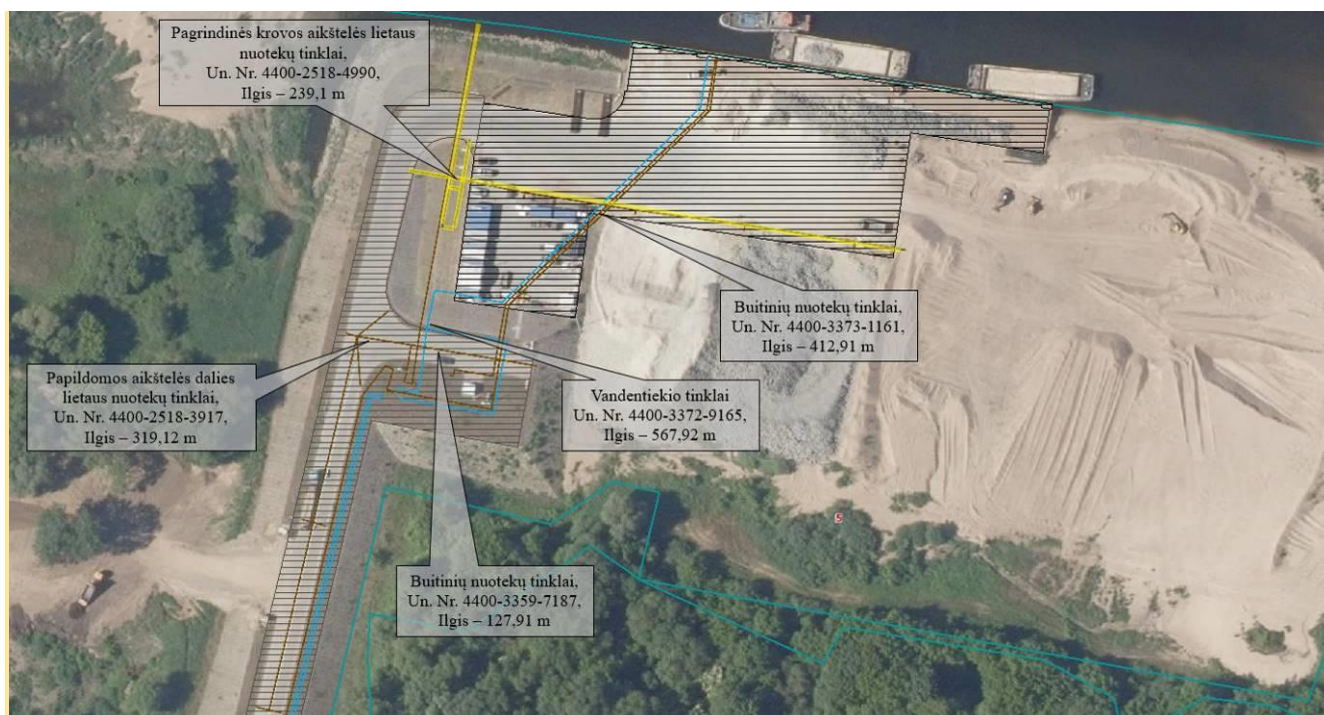 Pagrindinės krovos aikštelės lietaus
nuotekų tinklai,
Un. Nr. 4400-2518-4990,
Ilgis – 239,1 m
Buitinių nuotekų tinklai,
Un. Nr. 4400-3373-1161,
Ilgis – 412,91 m
Papildomos aikštelės dalies
lietaus nuotekų tinklai,
Un. Nr. 4400-2518-3917,
Ilgis – 319,12 m
Vandentiekio tinklai
Un. Nr. 4400-3372-9165,
Ilgis – 567,92 m
5
Buitinių nuotekų tinklai,
Un. Nr. 4400-3359-7187,
Ilgis – 127,91 m